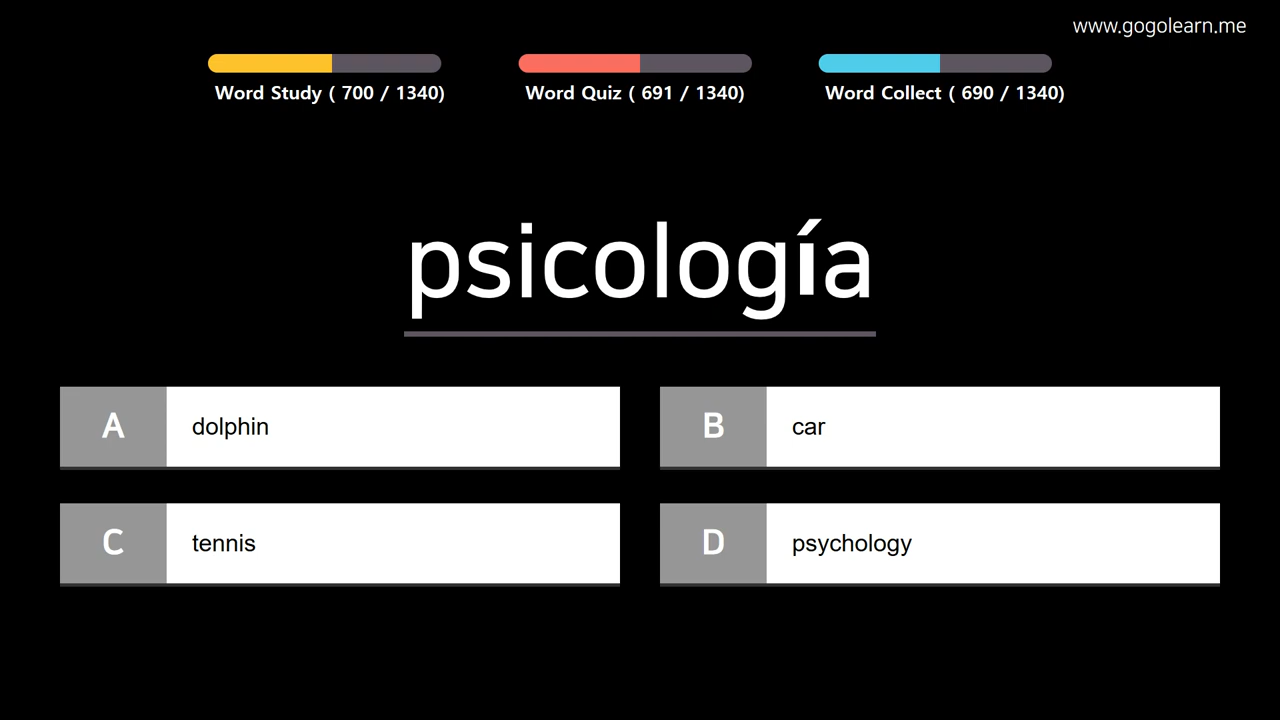 www.gogolearn.me
Word Study ( 700 / 1340)
Word Quiz ( 691 / 1340)
Word Collect ( 690 / 1340)
psicología
A dolphin
B car
C tennis
D psychology